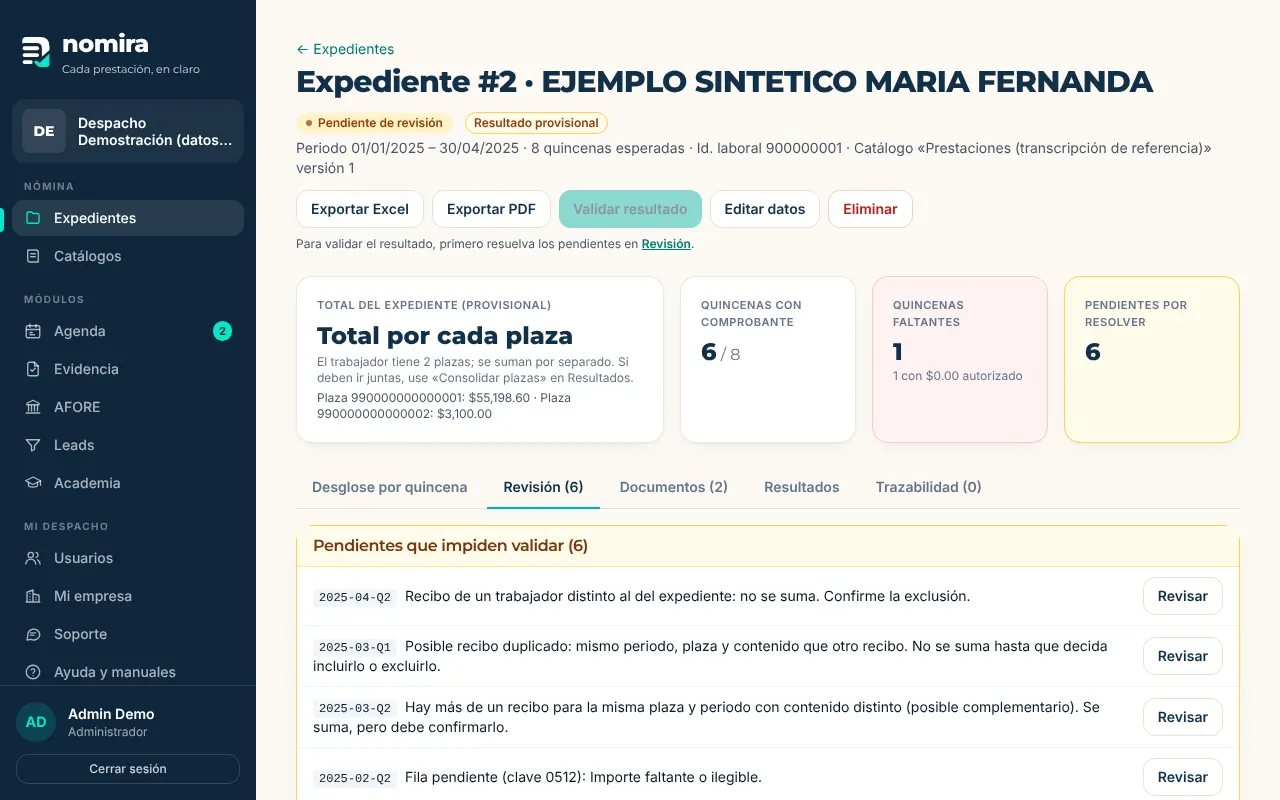 nomira
Cada prestación, en claro
DE
Despacho
Demostración (datos...
NÓMINA
Expedientes
Catálogos
MÓDULOS
Agenda
2
Evidencia
AFORE
Leads
Academia
MI DESPACHO
Usuarios
Mi empresa
Soporte
Ayuda y manuales
AD
Admin Demo
Administrador
Cerrar sesión
← Expedientes
Expediente #2 · EJEMPLO SINTETICO MARIA FERNANDA
Pendiente de revisión
Resultado provisional
Periodo 01/01/2025 – 30/04/2025 · 8 quincenas esperadas · Id. laboral 900000001 · Catálogo «Prestaciones (transcripción de referencia)»
versión 1
Exportar Excel
Exportar PDF
Validar resultado
Editar datos
Eliminar
Para validar el resultado, primero resuelva los pendientes en Revisión.
TOTAL DEL EXPEDIENTE (PROVISIONAL)
Total por cada plaza
El trabajador tiene 2 plazas; se suman por separado. Si
deben ir juntas, use «Consolidar plazas» en Resultados.
Plaza 990000000000001: $55,198.60 · Plaza
990000000000002: $3,100.00
QUINCENAS CON
COMPROBANTE
6 / 8
QUINCENAS
FALTANTES
1
1 con $0.00 autorizado
PENDIENTES POR
RESOLVER
6
Desglose por quincena
Revisión (6)
Documentos (2)
Resultados
Trazabilidad (0)
Pendientes que impiden validar (6)
2025-04-Q2 Recibo de un trabajador distinto al del expediente: no se suma. Confirme la exclusión.
Revisar
2025-03-Q1 Posible recibo duplicado: mismo periodo, plaza y contenido que otro recibo. No se suma hasta que decida
incluirlo o excluirlo.
Revisar
2025-03-Q2 Hay más de un recibo para la misma plaza y periodo con contenido distinto (posible complementario). Se
suma, pero debe confirmarlo.
Revisar
2025-02-Q2 Fila pendiente (clave 0512): Importe faltante o ilegible.
Revisar